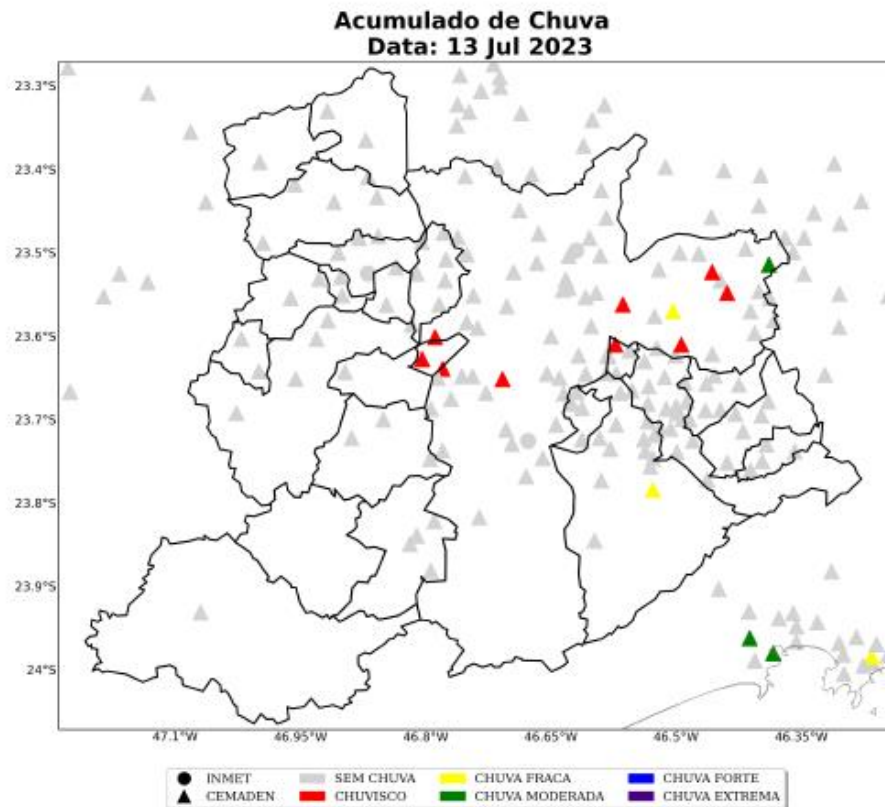 Acumulado de Chuva
Data: 13 Jul 2023
23.3°S
23.4°S
23.5°S
23.6°S
23.7°S
23.8°S
23.9°S
24°S
47.1°W 46.95°W 46.8°W 46.65°W 46.5°W 46.35°W
INMET SEM CHUVA CHUVA FRACA CHUVA FORTE
CEMADEN CHUVISCO CHUVA MODERADA CHUVA EXTREMA